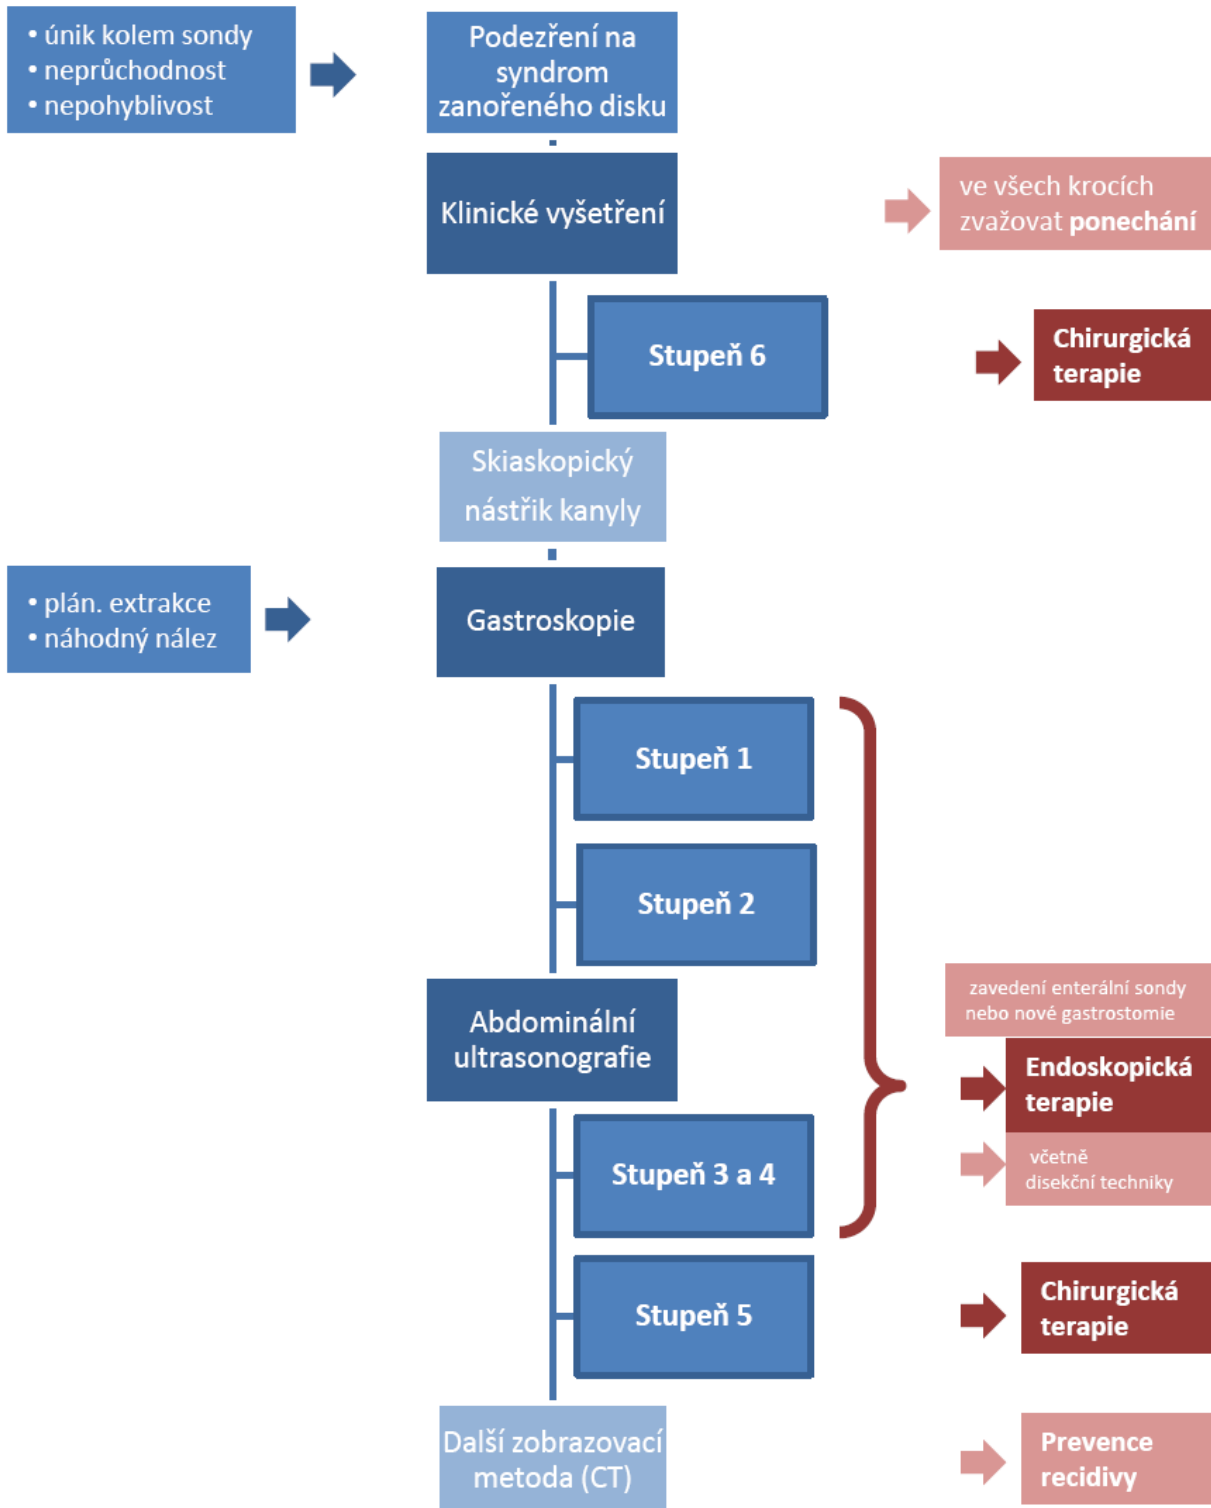 • únik kolem sondy
• neprůchodnost
• nepohyblivost
Podezření na
syndrom
zanořeného disku
Klinické vyšetření
ve všech krocích
zvažovat ponechání
Stupeň 6
Chirurgická
terapie
Skiaskopický
nástřik kanyly
• plán. extrakce
• náhodný nález
Gastroskopie
Stupeň 1
Stupeň 2
Abdominální
ultrasonografie
zavedení enterální sondy
nebo nové gastrostomie
Endoskopická
terapie
včetně
disekční techniky
Stupeň 3 a 4
Stupeň 5
Chirurgická
terapie
Další zobrazovací
metoda (CT)
Prevence
recidivy